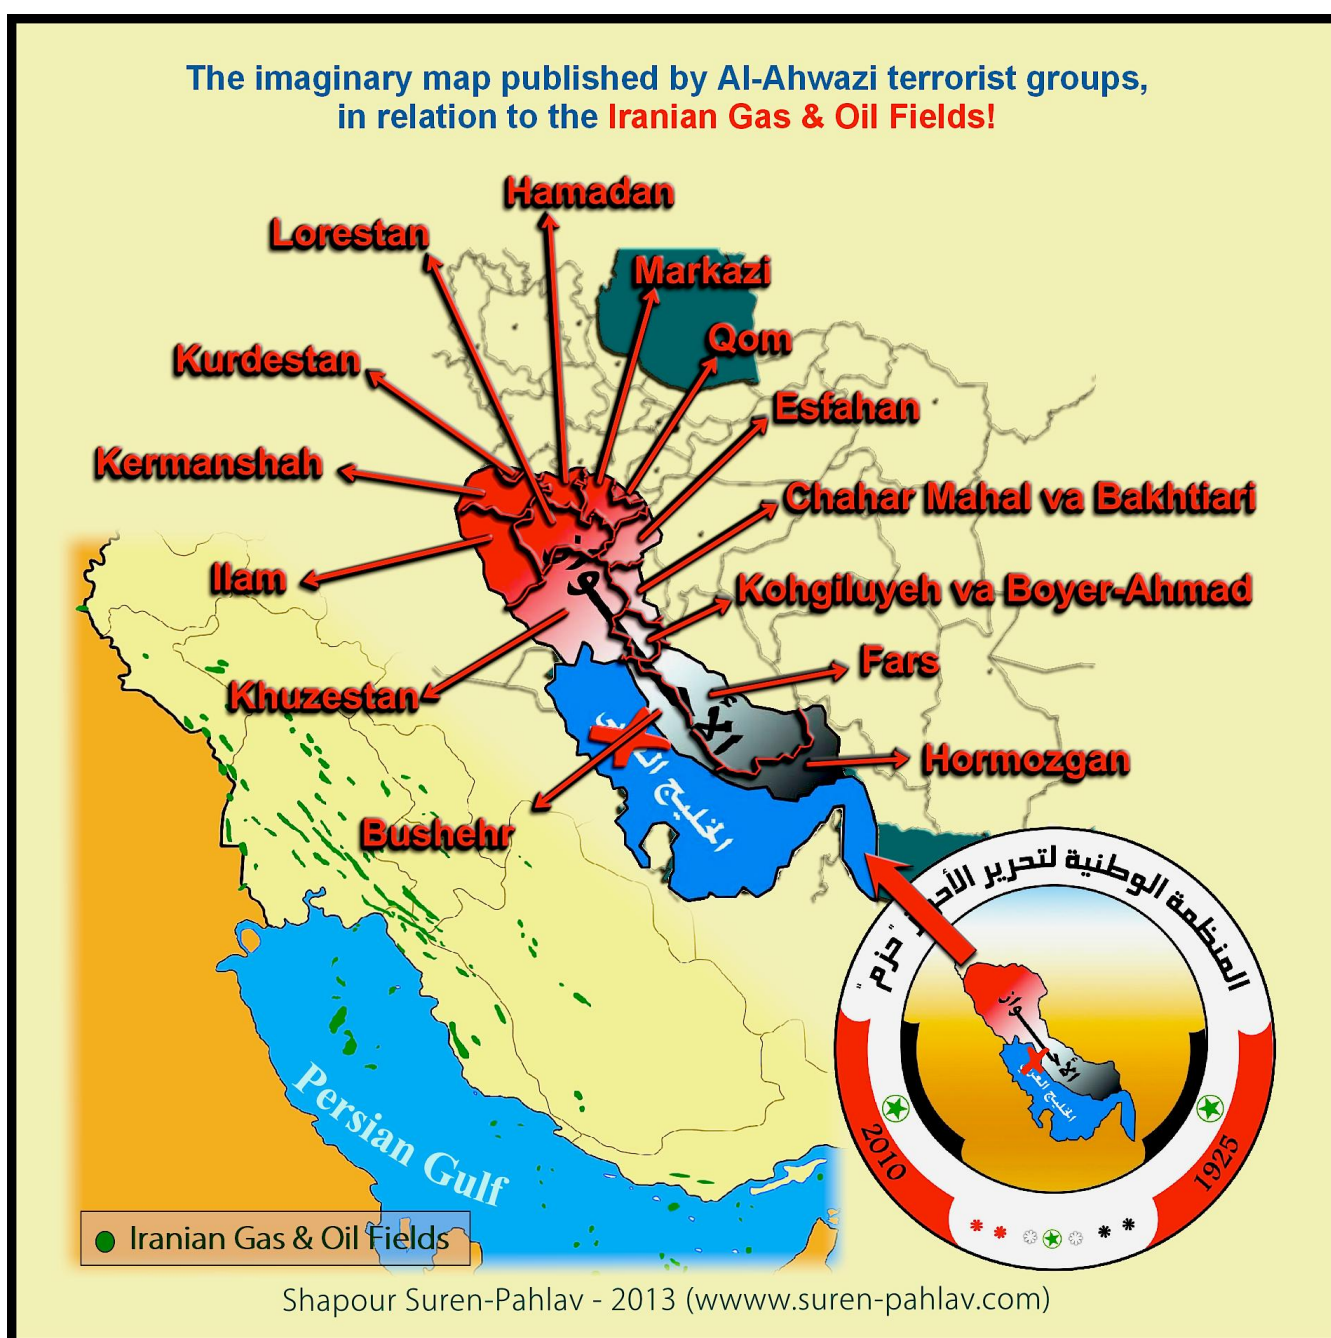 The imaginary map published by Al-Ahwazi terrorist groups,
in relation to the Iranian Gas & Oil Fields!
Hamadan
Lorestan
Markazi
Qom
Kurdestan
Esfahan
Kermanshah
Chahar Mahal va Bakhtiari
Ilam
Kohgiluyeh va Boyer-Ahmad
Fars
Khuzestan
Hormozgan
Bushehr
الخليج
المنظمة الوطنية لتحرير "حزم"
الخليج
2010
1925
Persian Gulf
Iranian Gas & Oil Fields
Shapour Suren-Pahlav - 2013 (wwww.suren-pahlav.com)